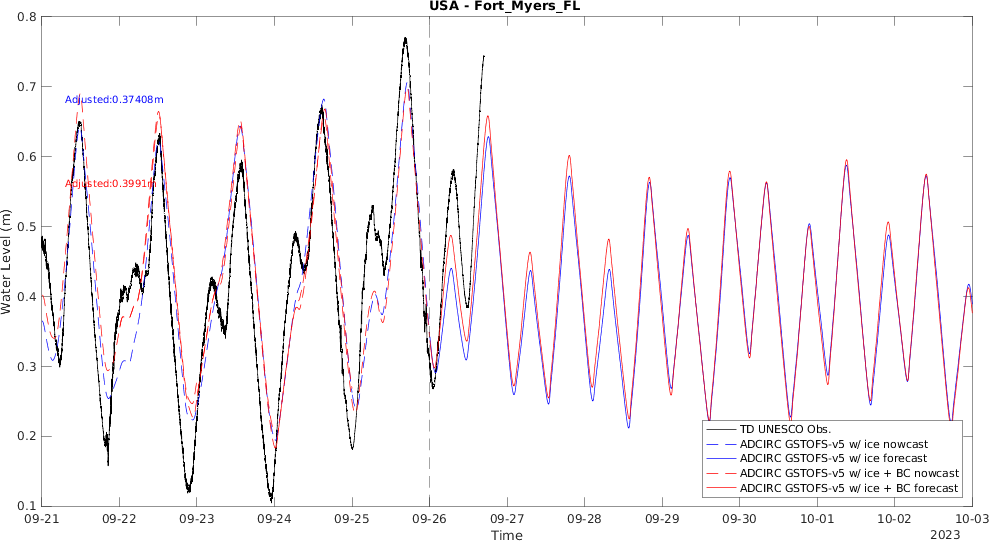 USA - Fort_Myers_FL
0.8
0.7
0.6
0.5
0.4
0.3
0.2
0.1
Water Level (m)
Adjusted:0.37408m
Adjusted:0.3991m
TD UNESCO Obs.
ADCIRC GSTOFS-v5 w/ ice nowcast
ADCIRC GSTOFS-v5 w/ ice forecast
ADCIRC GSTOFS-v5 w/ ice + BC nowcast
ADCIRC GSTOFS-v5 w/ ice + BC forecast
09-21 09-22 09-23 09-24 09-25 09-26 09-27 09-28 09-29 09-30 10-01 10-02 10-03
Time
2023